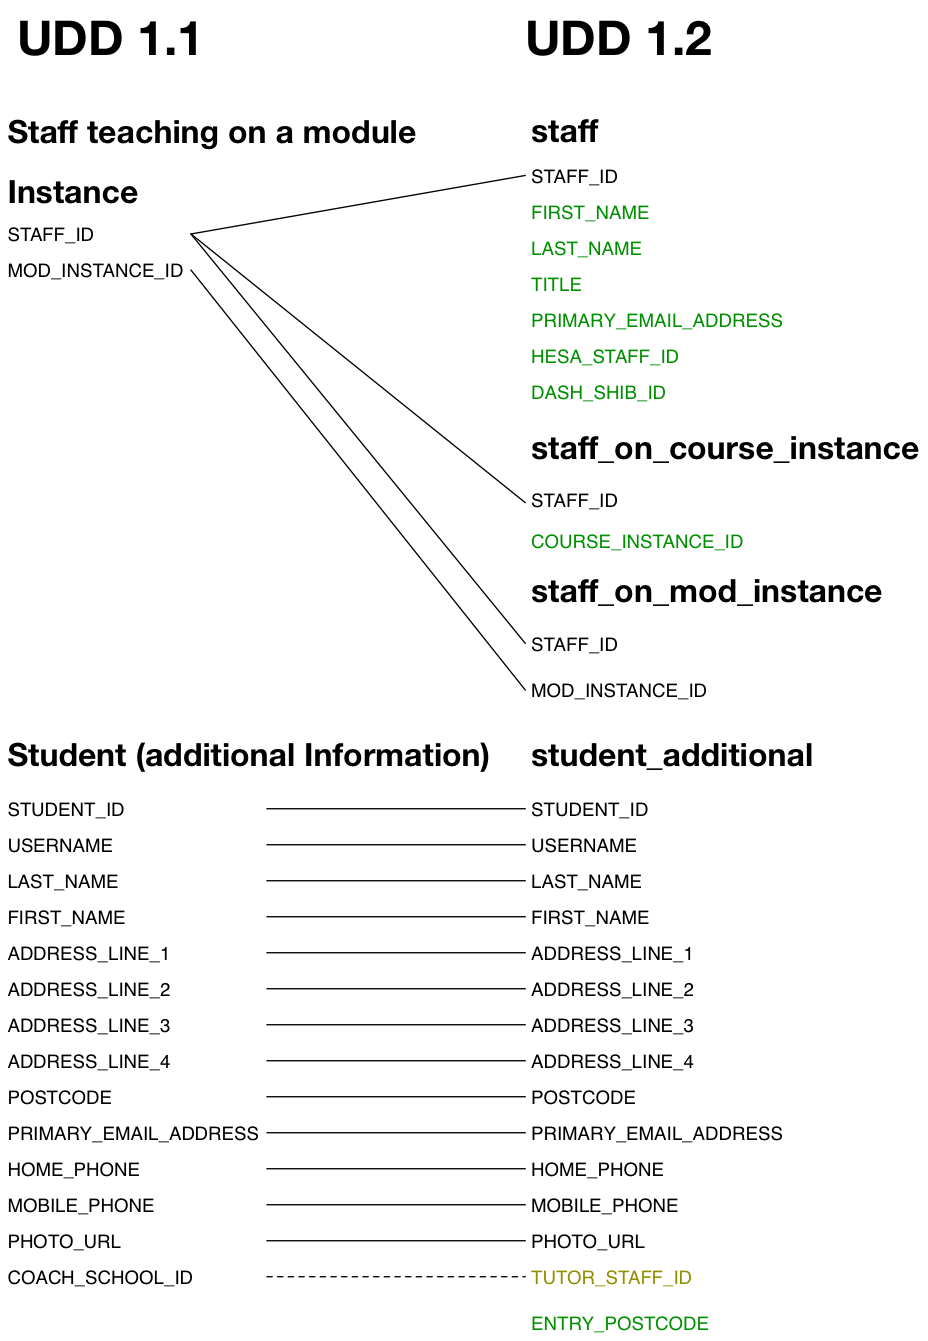 UDD 1.1
UDD 1.2
Staff teaching on a module
Instance
STAFF_ID
MOD_INSTANCE_ID
staff
STAFF_ID
FIRST_NAME
LAST_NAME
TITLE
PRIMARY_EMAIL_ADDRESS
HESA_STAFF_ID
DASH_SHIB_ID
staff_on_course_instance
STAFF_ID
COURSE_INSTANCE_ID
staff_on_mod_instance
STAFF_ID
MOD_INSTANCE_ID
Student (additional Information)
STUDENT_ID
USERNAME
LAST_NAME
FIRST_NAME
ADDRESS_LINE_1
ADDRESS_LINE_2
ADDRESS_LINE_3
ADDRESS_LINE_4
POSTCODE
PRIMARY_EMAIL_ADDRESS
HOME_PHONE
MOBILE_PHONE
PHOTO_URL
COACH_SCHOOL_ID
student_additional
STUDENT_ID
USERNAME
LAST_NAME
FIRST_NAME
ADDRESS_LINE_1
ADDRESS_LINE_2
ADDRESS_LINE_3
ADDRESS_LINE_4
POSTCODE
PRIMARY_EMAIL_ADDRESS
HOME_PHONE
MOBILE_PHONE
PHOTO_URL
TUTOR_STAFF_ID
ENTRY_POSTCODE